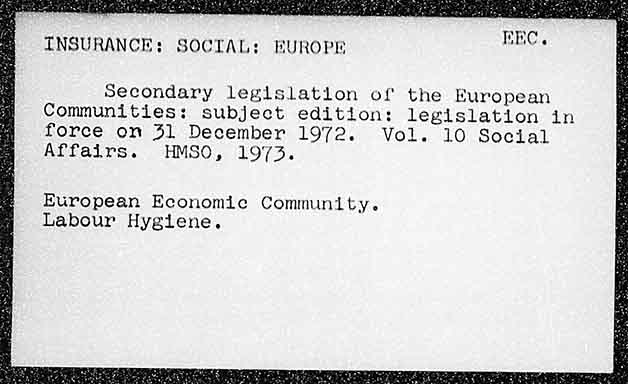 INSURANCE: SOCIAL: EUROPE EEC.
Secondary legislation of the European
Communities: subject edition: legislation in
force on 31 December 1972. Vol. 10 Social
Affairs. HMSO, 1973.
European Economic Community.
Labour Hygiene.